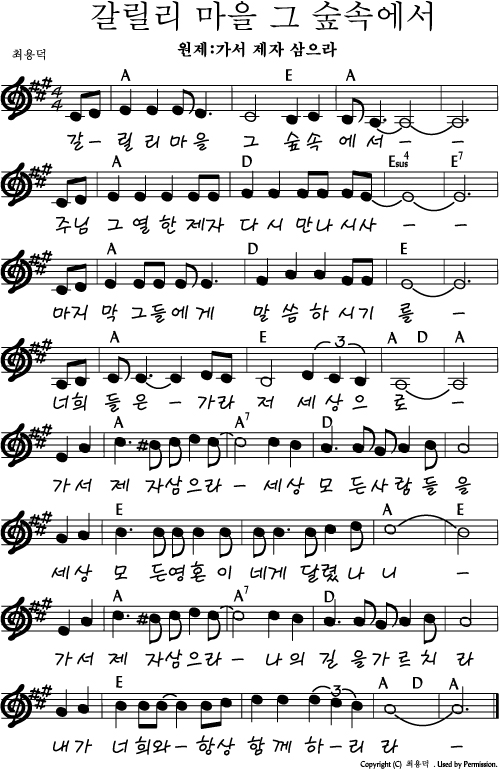 갈릴리 마을 그 숲속에서
원제:가서 제자 삼으라
최용덕
4 4
A E A
갈- 릴 리 마 을 그 숲 속 에 서 - -
A D Esus4 E7
주님 그 열 한 제자 다 시 만 나 시 사 - -
A D E
마지 막 그들에 게 말 씀 하 시 기 를 -
A E 3 A D A
너희 들 은 - 가라 저 세 상 으 로 -
A A7 D
가 서 제 자삼으라- 세상 모 든사 람 들 을
E A E
세 상 모 든영혼 이 네게 달렸 나 니 -
A A7 D
가 서 제 자삼으라- 나의 길 을가르치 라
E 3 A D A
내 가 너희와-항상 함께 하-리 라 -
Copyright (C) 최용덕 . Used by Permission.